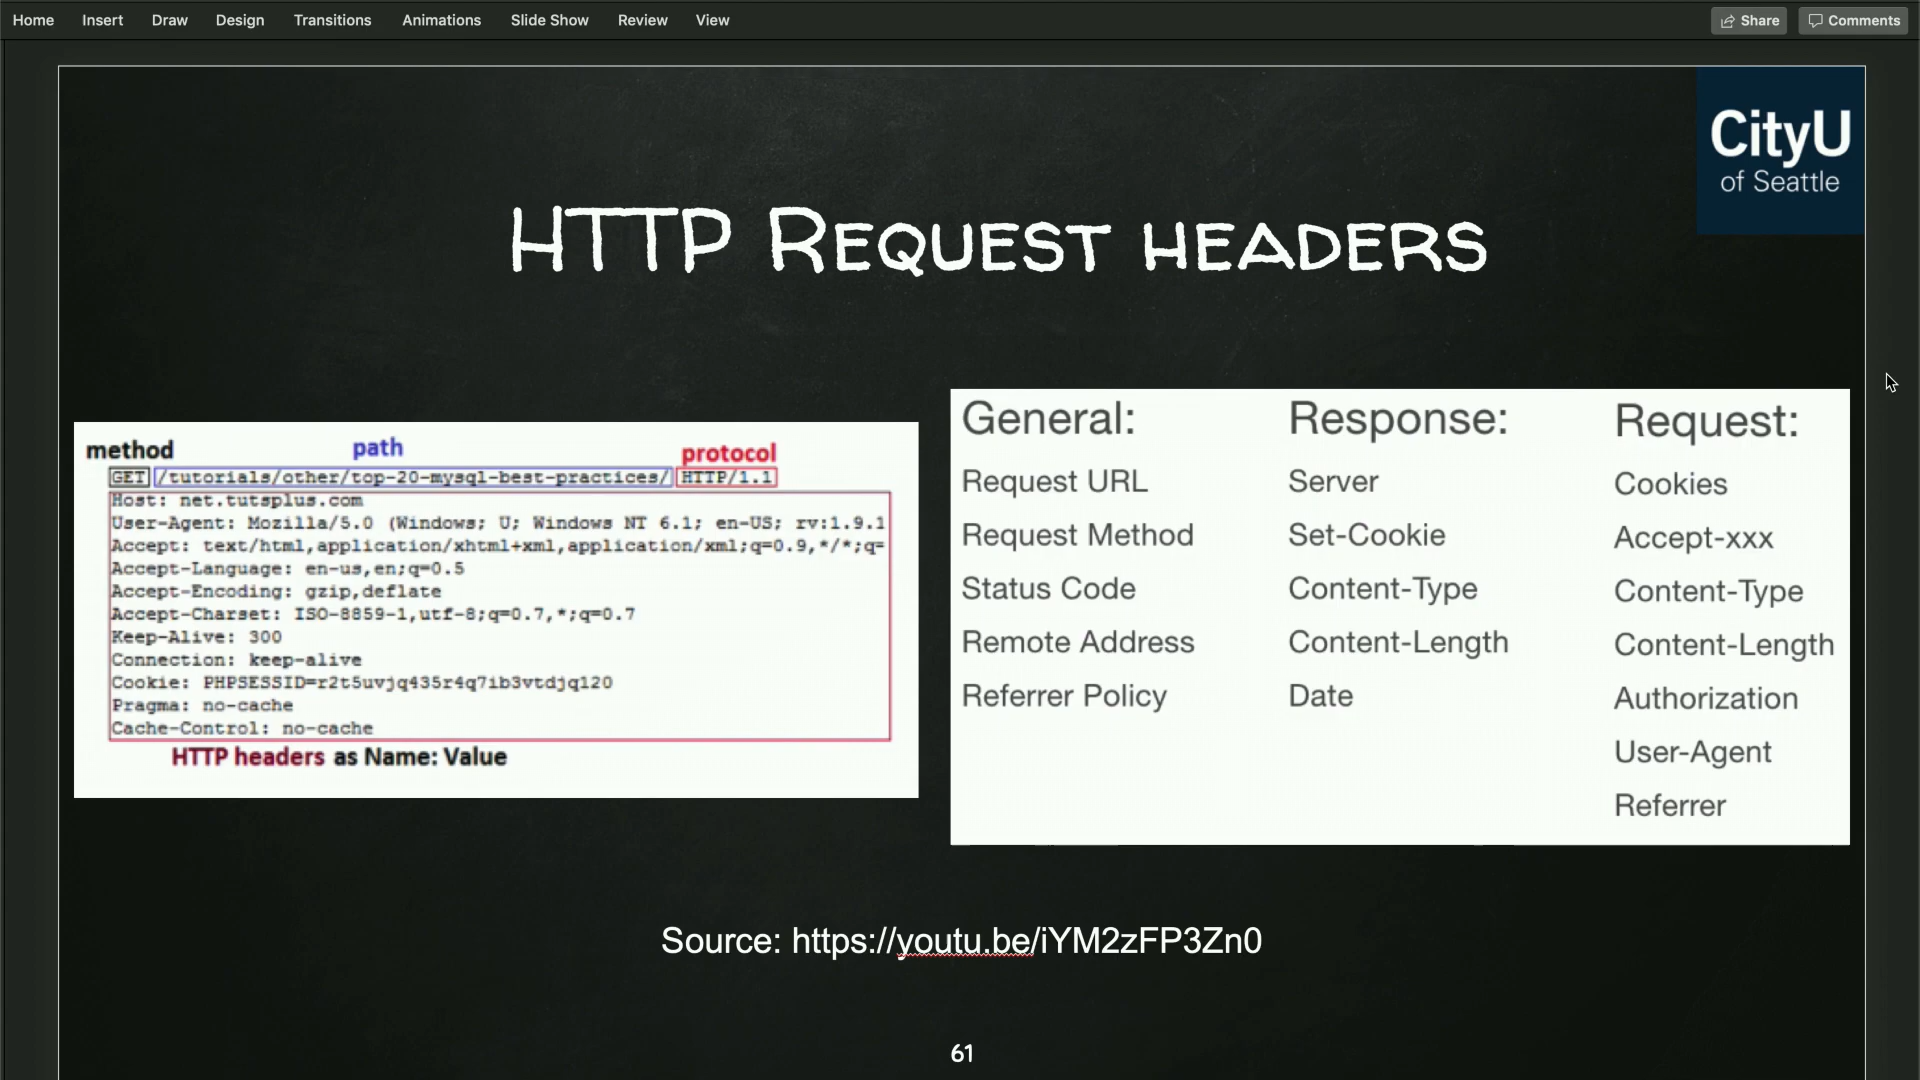 Home Insert Draw Design Transitions Animations Slide Show Review View Share Comments
CityU
of Seattle
HTTP Request headers
method path protocol
GET /tutorials/other/top-20-mysql-best-practices/ HTTP/1.1
Host: net.tutsplus.com
User-Agent: Mozilla/5.0 (Windows; U; Windows NT 6.1; en-US; rv:1.9.1
Accept: text/html,application/xhtml+xml,application/xml;q=0.9,*/*;q=
Accept-Language: en-us,en;q=0.5
Accept-Encoding: gzip,deflate
Accept-Charset: ISO-8859-1,utf-8;q=0.7,*;q=0.7
Keep-Alive: 300
Connection: keep-alive
Cookie: PHPSESSID=r2t5uvjq435r4q7ib3vtdjq120
Pragma: no-cache
Cache-Control: no-cache
HTTP headers as Name: Value
General:
Request URL
Request Method
Status Code
Remote Address
Referrer Policy
Response:
Server
Set-Cookie
Content-Type
Content-Length
Date
Request:
Cookies
Accept-xxx
Content-Type
Content-Length
Authorization
User-Agent
Referrer
Source: https://youtu.be/iYM2zFP3Zn0
61